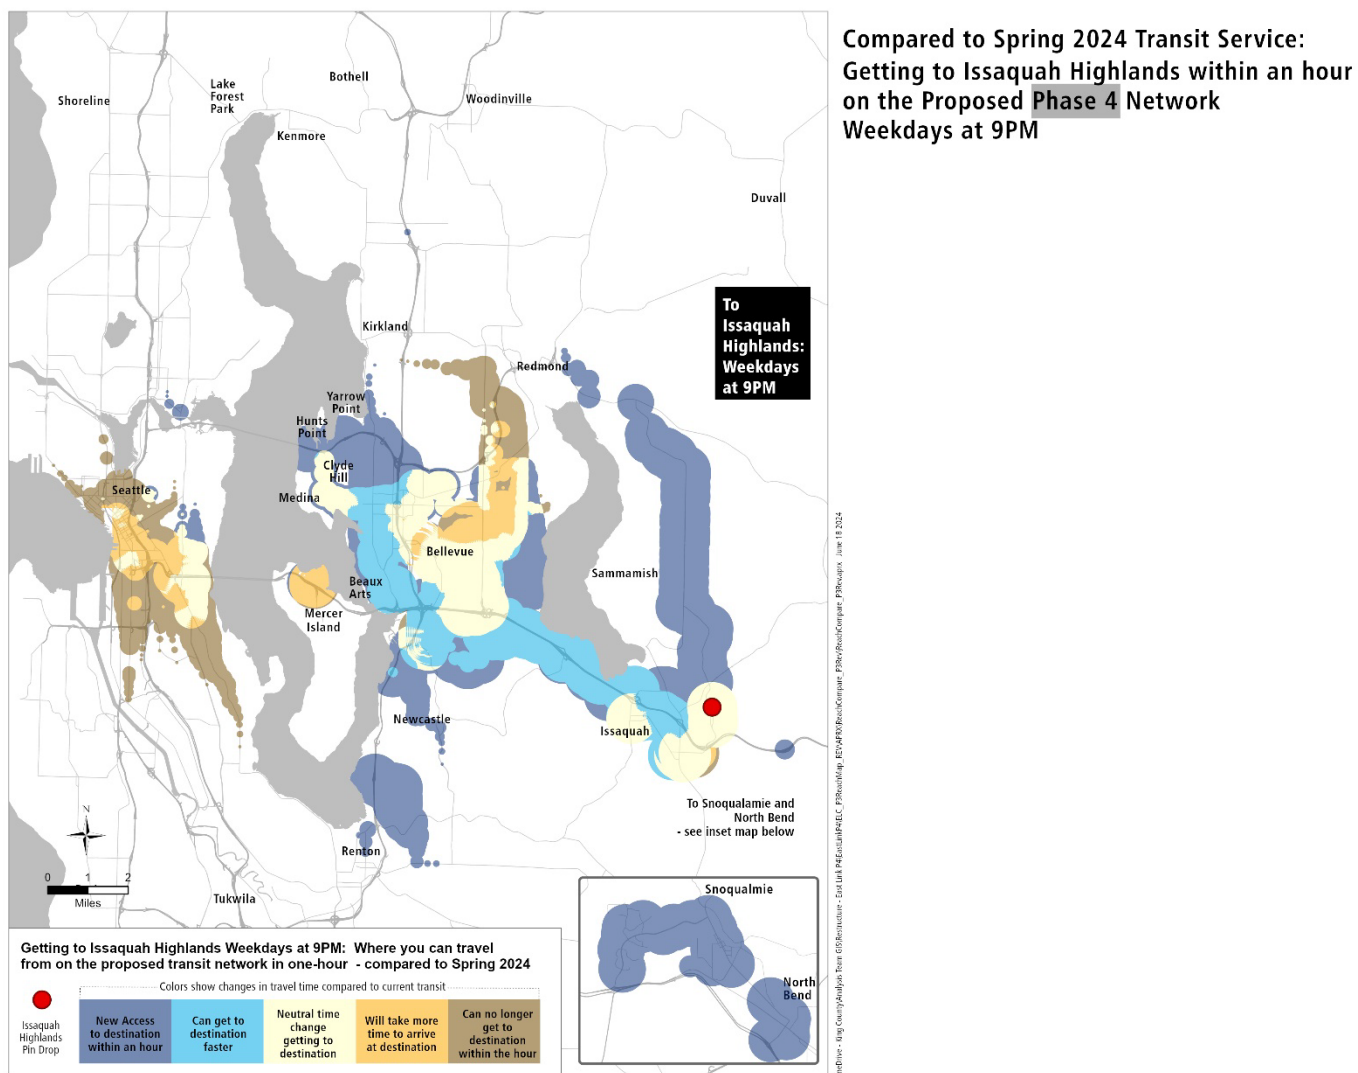 Compared to Spring 2024 Transit Service:
Getting to Issaquah Highlands within an hour
on the Proposed Phase 4 Network
Weekdays at 9PM
Bothell
Lake
Forest
Park
Shoreline
Woodinville
Kenmore
Duvall
To
Issaquah
Highlands:
Weekdays
at 9PM
Kirkland
Redmond
Yarrow
Point
Hunts
Point
Clyde
Hill
Medina
Seattle
Bellevue
Sammamish
Beaux
Arts
Mercer
Island
Newcastle
Issaquah
To Snoqualamie and
North Bend
- see inset map below
Renton
Tukwila
N
0 1 2
Miles
Snoqualmie
North
Bend
Getting to Issaquah Highlands Weekdays at 9PM: Where you can travel
from on the proposed transit network in one-hour - compared to Spring 2024
Colors show changes in travel time compared to current transit
Issaquah
Highlands
Pin Drop
New Access
to destination
within an hour
Can get to
destination
faster
Neutral time
change
getting to
destination
Will take more
time to arrive
at destination
Can no longer
get to
destination
within the hour
June 18 2024